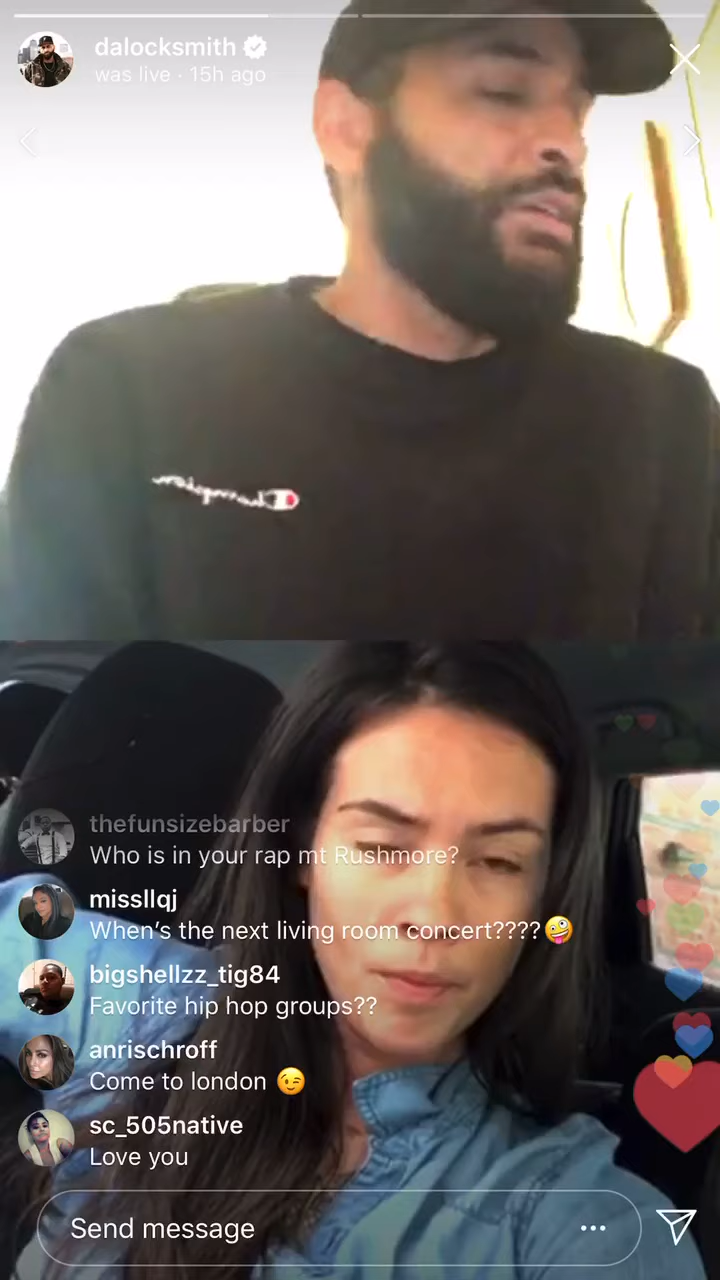 dalocksmith
was live · 15h ago
Champion
thefunsizebarber
Who is in your rap mt Rushmore?
missllqj
When’s the next living room concert????🤪
bigshellzz_tig84
Favorite hip hop groups??
anrischroff
Come to london 😉
sc_505native
Love you
Send message